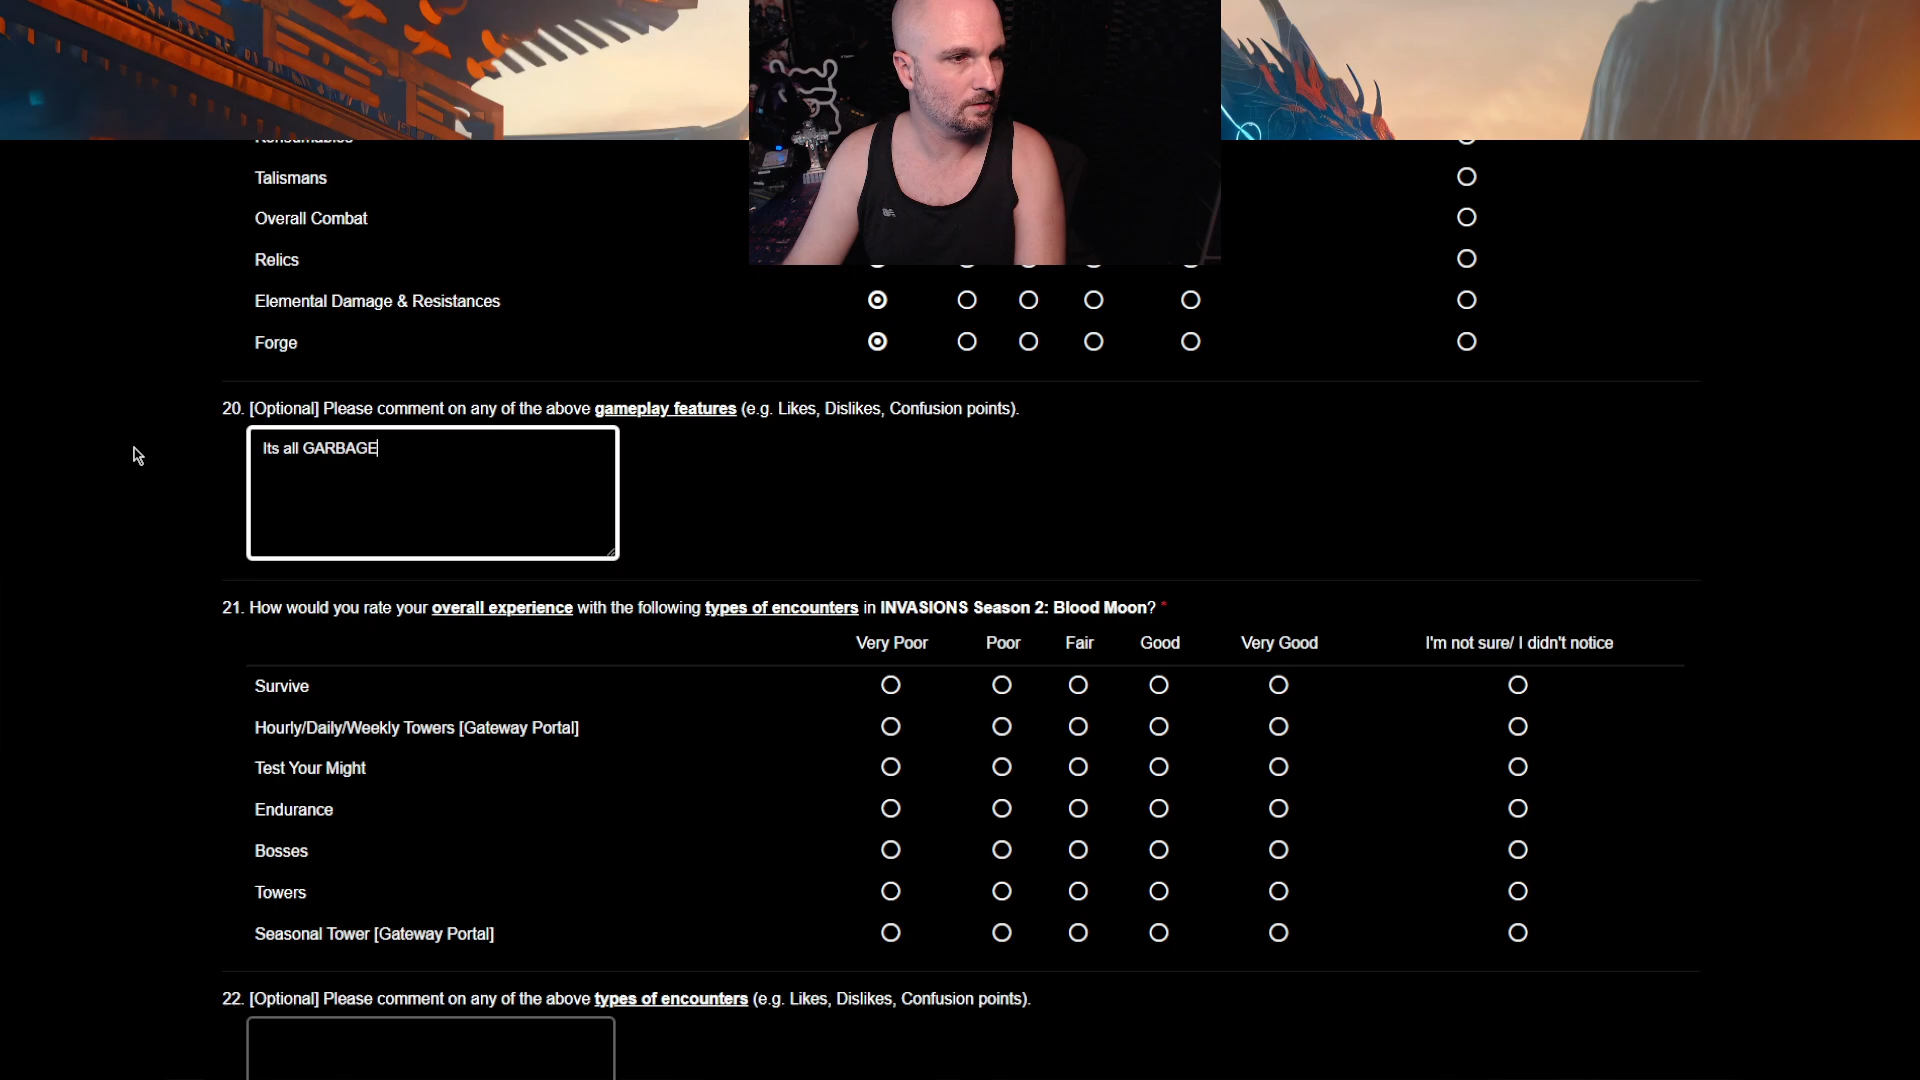 Talismans
Overall Combat
Relics
Elemental Damage & Resistances
Forge
20. [Optional] Please comment on any of the above gameplay features (e.g. Likes, Dislikes, Confusion points).
Its all GARBAGE
21. How would you rate your overall experience with the following types of encounters in INVASIONS Season 2: Blood Moon? *
Very Poor Poor Fair Good Very Good I'm not sure/ I didn't notice
Survive
Hourly/Daily/Weekly Towers [Gateway Portal]
Test Your Might
Endurance
Bosses
Towers
Seasonal Tower [Gateway Portal]
22. [Optional] Please comment on any of the above types of encounters (e.g. Likes, Dislikes, Confusion points).